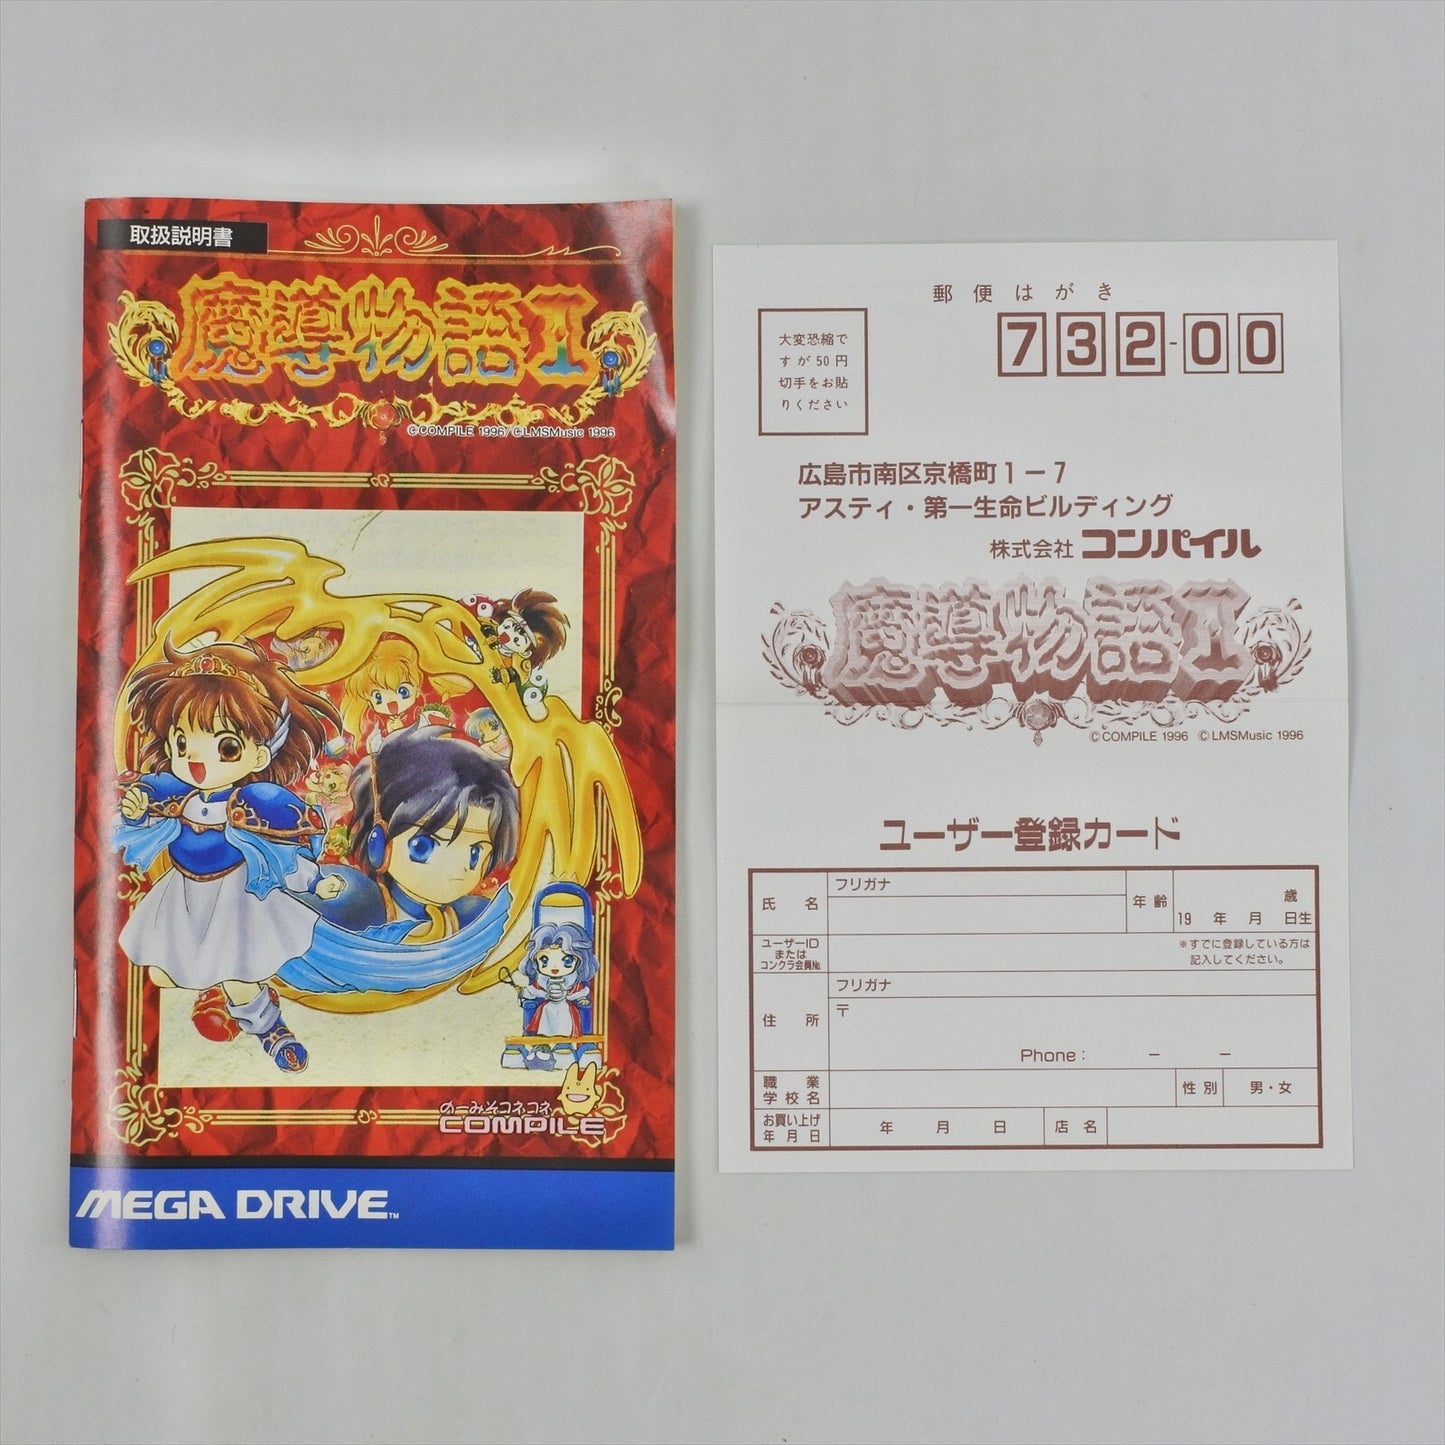 取扱説明書
魔導物語I
©COMPILE 1996/©LMSMusic 1996
のーみそコネコネ
COMPILE
MEGA DRIVE™
郵便はがき
大変恐縮で
すが50円
切手をお貼
りください
732-00
広島市南区京橋町1-7
アスティ・第一生命ビルディング
株式会社 コンパイル
魔導物語I
©COMPILE 1996 ©LMSMusic 1996
ユーザー登録カード
氏 名
フリガナ
年 齢
歳
19 年 月 日生
ユーザーID
または
コンクラ会員№
※すでに登録している方は
記入してください。
住 所
フリガナ
〒
Phone: － －
職 業
学校名
性 別
男・女
お買い上げ
年 月 日
年 月 日
店 名